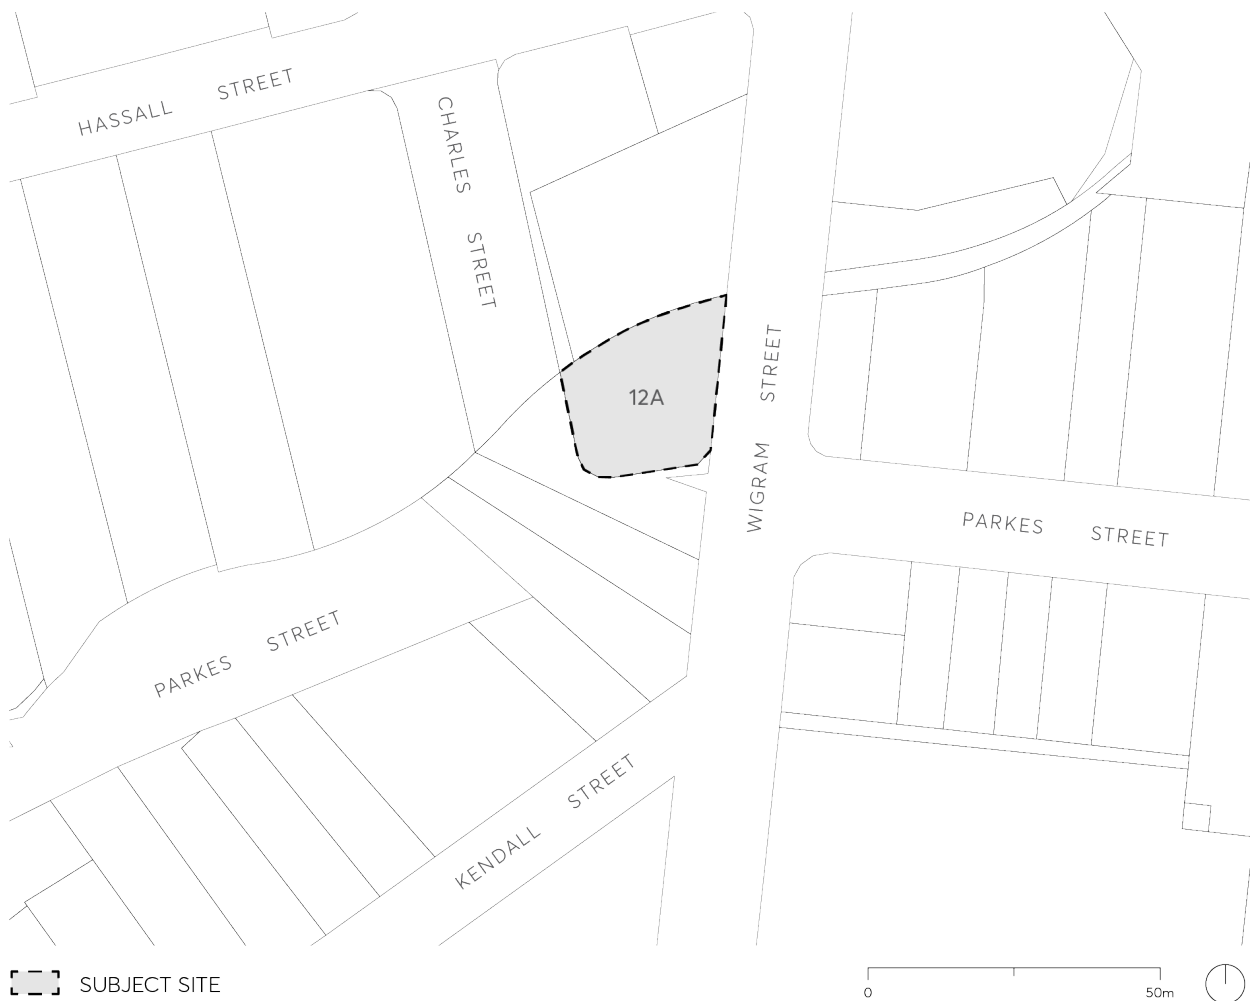 HASSALL STREET
CHARLES STREET
12A
WIGRAM STREET
PARKES STREET
PARKES STREET
KENDALL STREET
SUBJECT SITE
0 50m